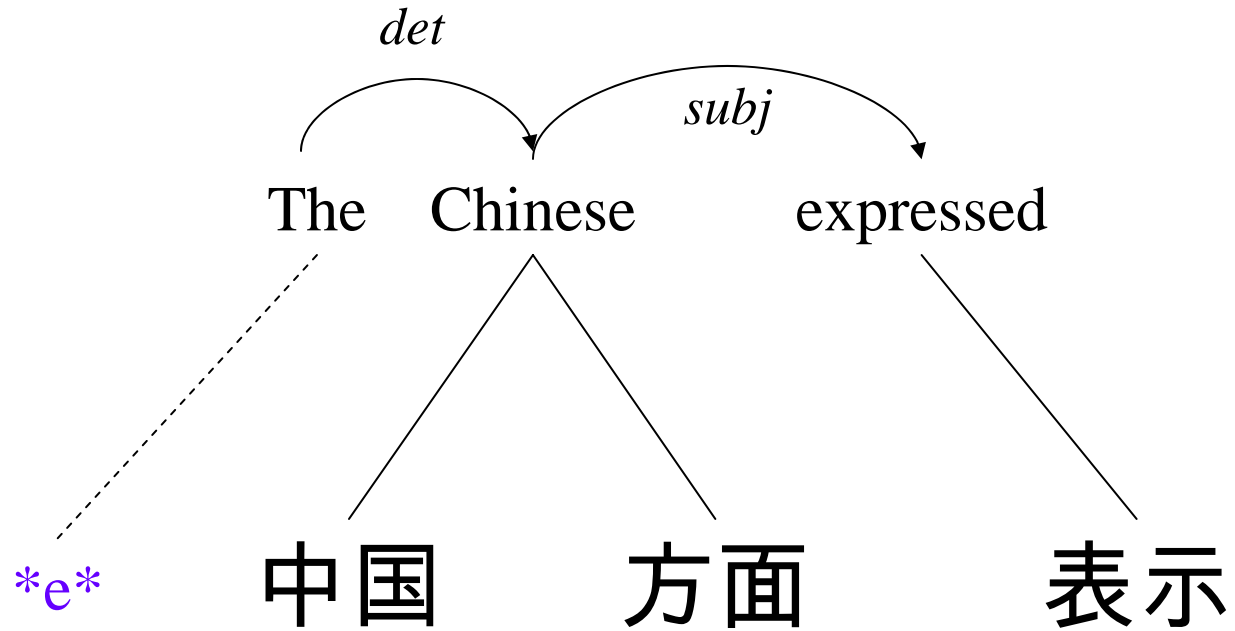 det
subj
The Chinese expressed
*e* 中国 方面 表示